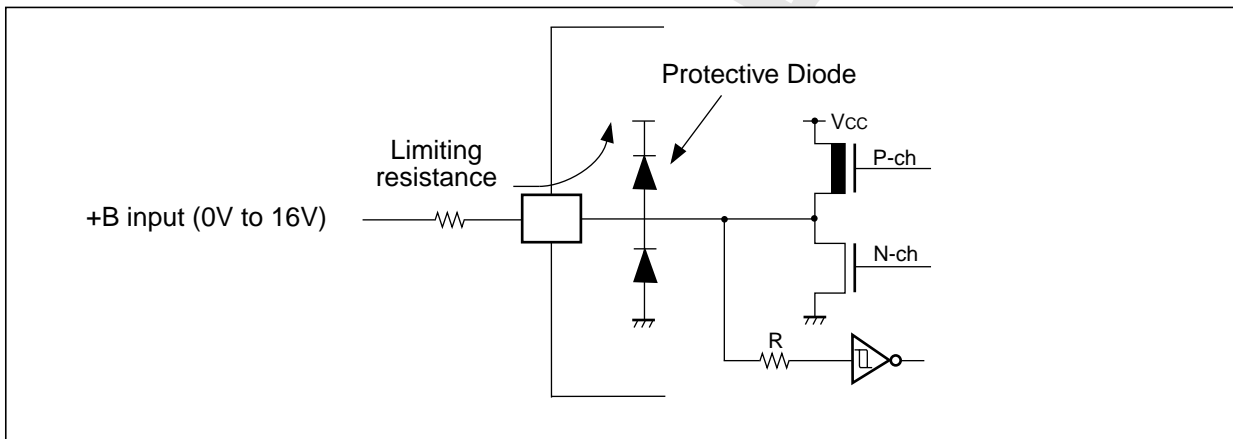 Protective Diode
VCC
Limiting
resistance
P-ch
+B input (0V to 16V)
N-ch
R